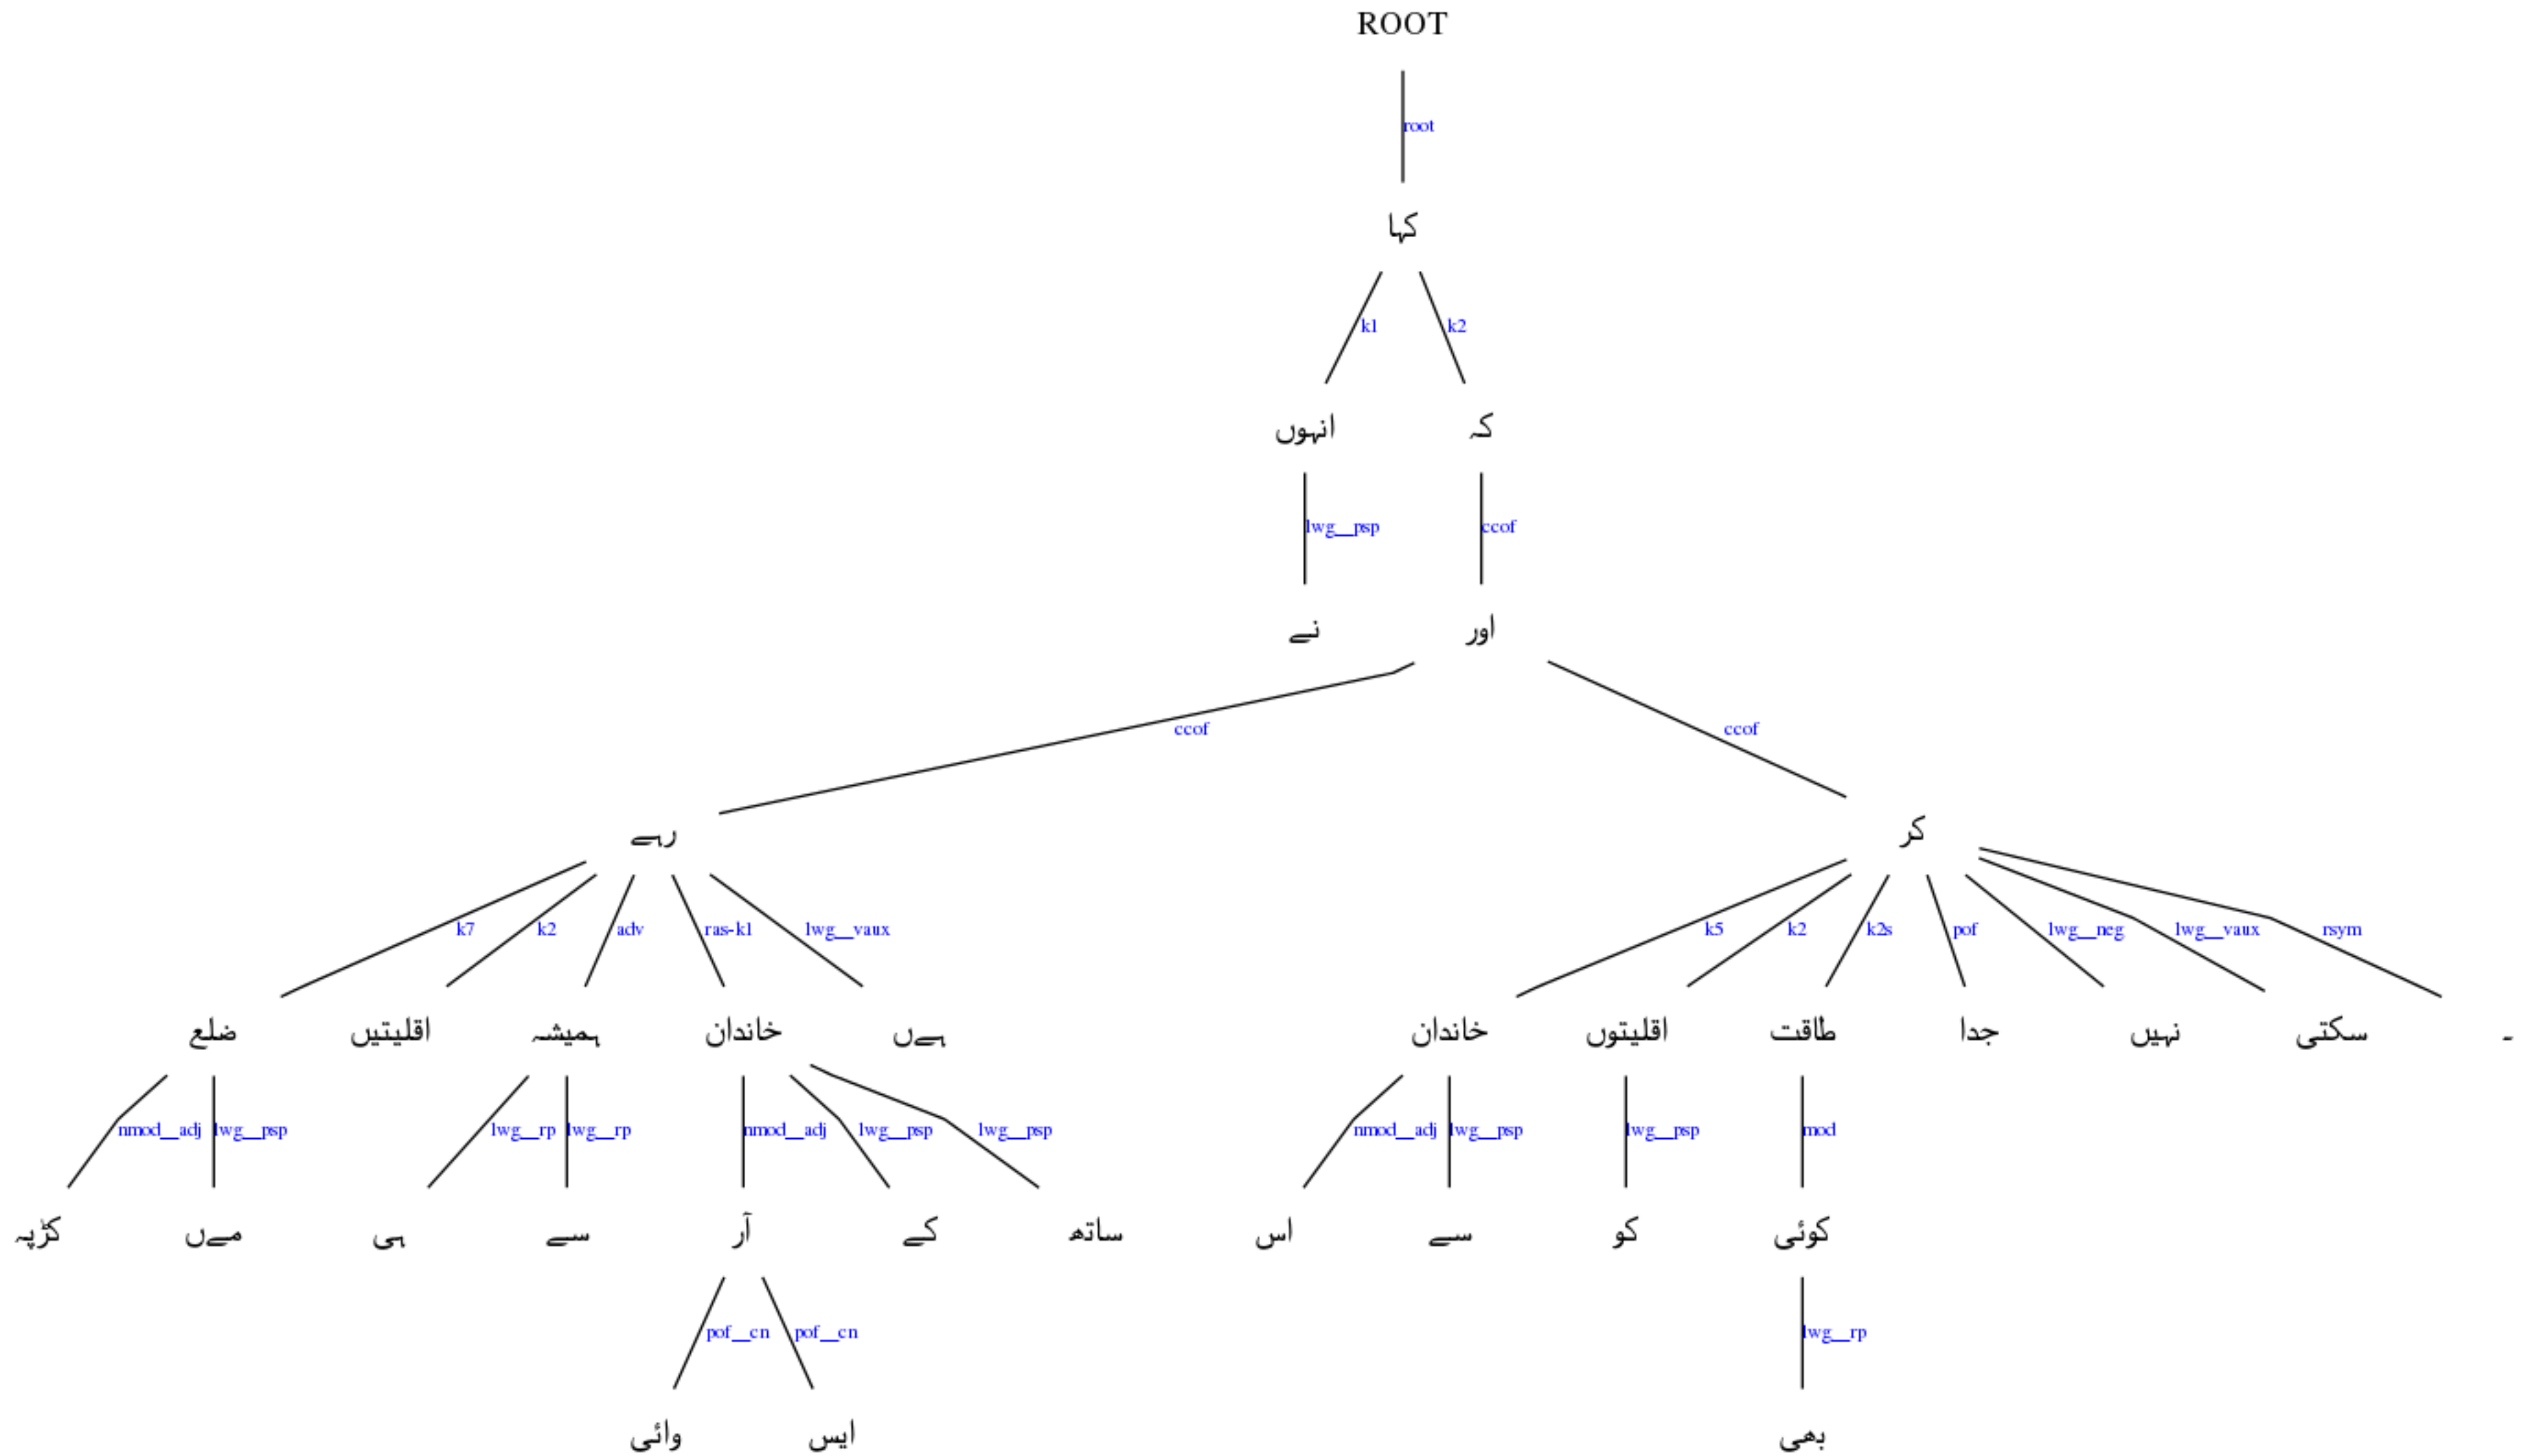 ROOT
root
کہا
k1 k2
انہوں کہ
lwg__psp ccof
نے اور
ccof ccof
رہے کر
k7 k2 adv ras-k1 lwg__vaux k5 k2 k2s pof lwg__neg lwg__vaux rsym
ضلع اقلیتیں ہمیشہ خاندان ہےں خاندان اقلیتوں طاقت جدا نہیں سکتی ۔
nmod__adj lwg__psp lwg__rp lwg__rp nmod__adj lwg__psp lwg__psp nmod__adj lwg__psp lwg__psp mod
کڑپہ مےں ہی سے آر کے ساتھ اس سے کو کوئی
pof__cn pof__cn lwg__rp
وائی ایس بھی